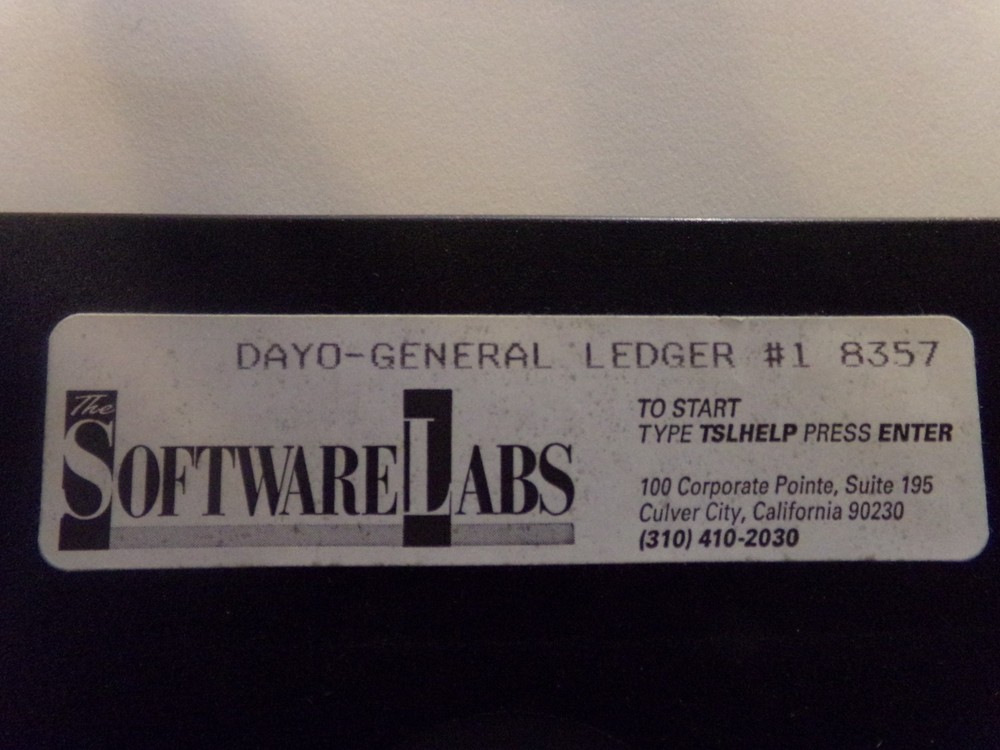 DAYO-GENERAL LEDGER #1 8357
The
SOFTWARE LABS
TO START
TYPE TSLHELP PRESS ENTER
100 Corporate Pointe, Suite 195
Culver City, California 90230
(310) 410-2030